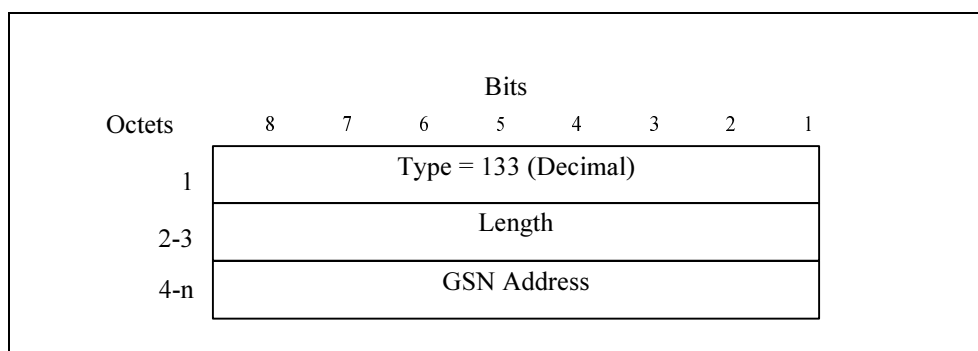 Bits
Octets 8 7 6 5 4 3 2 1
1 Type = 133 (Decimal)
2-3 Length
4-n GSN Address